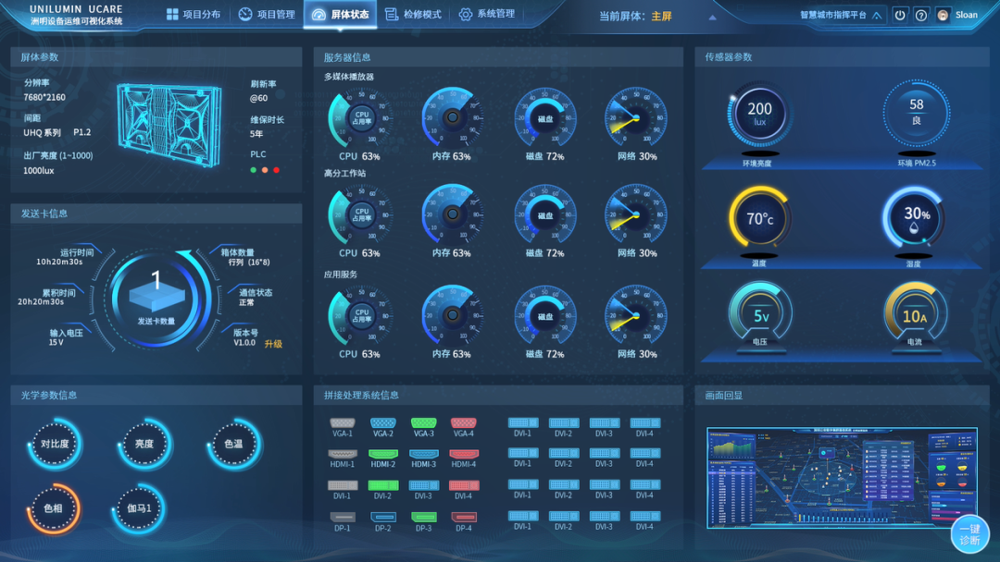 UNILUMIN UCARE
洲明设备运维可视化系统
项目分布
项目管理
屏体状态
检修模式
系统管理
当前屏体：主屏
智慧城市指挥平台
Sloan
屏体参数
分辨率
7680*2160
间距
UHQ 系列 P1.2
出厂亮度 (1~1000)
1000lux
刷新率
@60
维保时长
5年
PLC
发送卡信息
运行时间
10h20m30s
累积时间
20h20m30s
输入电压
15V
1
发送卡数量
箱体数量
行列 (16*8)
通信状态
正常
版本号
V1.0.0 升级
光学参数信息
对比度
亮度
色温
色相
伽马1
服务器信息
多媒体播放器
CPU
占用率
磁盘
CPU 63%
内存 63%
磁盘 72%
网络 30%
高分工作站
CPU
占用率
磁盘
CPU 63%
内存 63%
磁盘 72%
网络 30%
应用服务
CPU
占用率
磁盘
CPU 63%
内存 63%
磁盘 72%
网络 30%
拼接处理系统信息
VGA-1 VGA-2 VGA-3 VGA-4 DVI-1 DVI-2 DVI-3 DVI-4
HDMI-1 HDMI-2 HDMI-3 HDMI-4 DVI-1 DVI-2 DVI-3 DVI-4
DVI-1 DVI-2 DVI-3 DVI-4 DVI-1 DVI-2 DVI-3 DVI-4
DP-1 DP-2 DP-3 DP-4 DVI-1 DVI-2 DVI-3 DVI-4
传感器参数
200
lux
环境亮度
58
良
环境 PM2.5
70°c
温度
30%
湿度
5V
电压
10A
电流
画面回显
一键
诊断